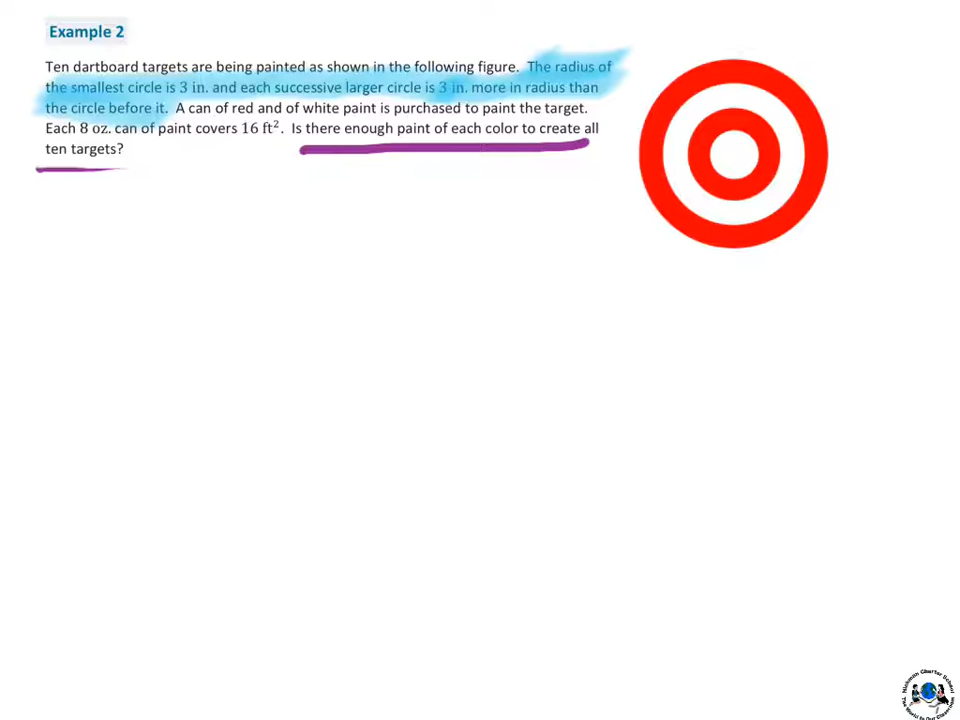 Example 2
Ten dartboard targets are being painted as shown in the following figure. The radius of
the smallest circle is 3 in. and each successive larger circle is 3 in. more in radius than
the circle before it. A can of red and of white paint is purchased to paint the target.
Each 8 oz. can of paint covers 16 ft². Is there enough paint of each color to create all
ten targets?